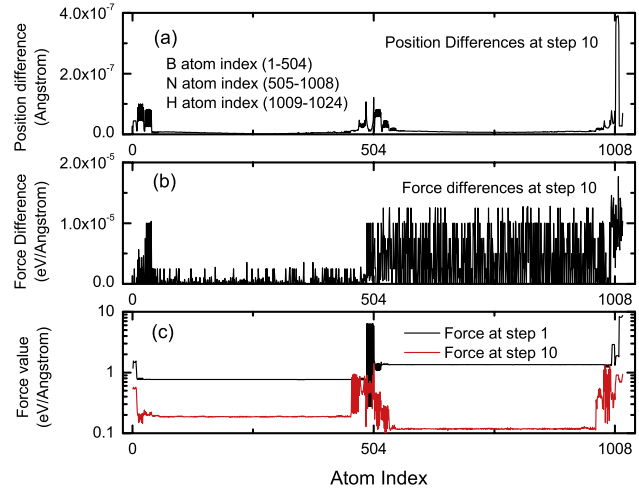 4.0x10⁻⁷
2.0x10⁻⁷
0.0
Position difference
(Angstrom)
(a)
Position Differences at step 10
B atom index (1-504)
N atom index (505-1008)
H atom index (1009-1024)
0
504
1008
2.0x10⁻⁵
1.0x10⁻⁵
0.0
Force Difference
(eV/Angstrom)
(b)
Force differences at step 10
0
504
1008
10
1
0.1
Force value
(eV/Angstrom)
(c)
Force at step 1
Force at step 10
0
504
1008
Atom Index